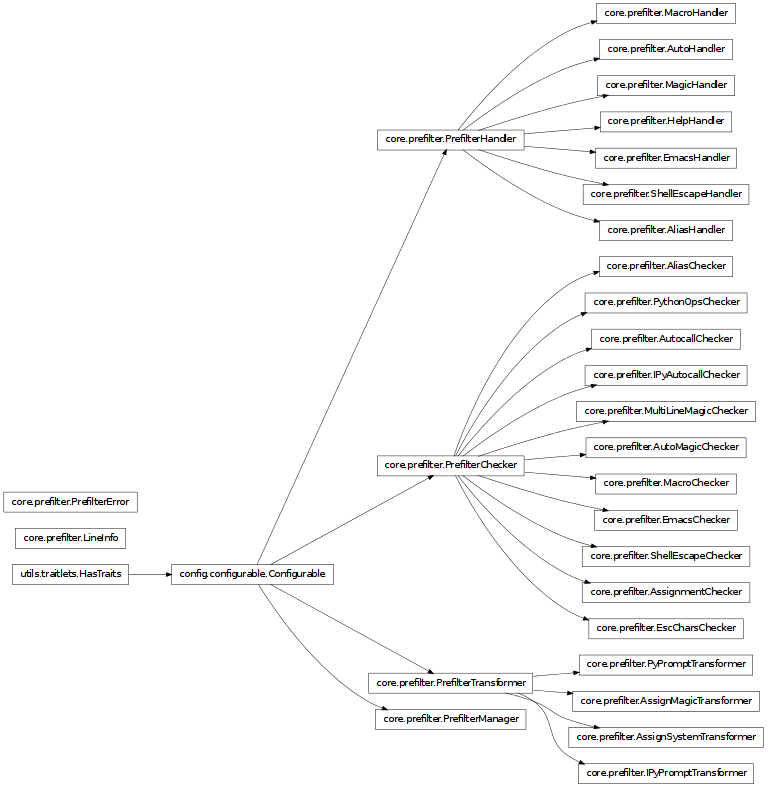 core.prefilter.MacroHandler
core.prefilter.AutoHandler
core.prefilter.MagicHandler
core.prefilter.HelpHandler
core.prefilter.PrefilterHandler
core.prefilter.EmacsHandler
core.prefilter.ShellEscapeHandler
core.prefilter.AliasHandler
core.prefilter.AliasChecker
core.prefilter.PythonOpsChecker
core.prefilter.AutocallChecker
core.prefilter.IPyAutocallChecker
core.prefilter.MultiLineMagicChecker
core.prefilter.AutoMagicChecker
core.prefilter.PrefilterChecker
core.prefilter.MacroChecker
core.prefilter.PrefilterError
core.prefilter.EmacsChecker
core.prefilter.LineInfo
core.prefilter.ShellEscapeChecker
utils.traitlets.HasTraits
config.configurable.Configurable
core.prefilter.AssignmentChecker
core.prefilter.EscCharsChecker
core.prefilter.PyPromptTransformer
core.prefilter.PrefilterTransformer
core.prefilter.AssignMagicTransformer
core.prefilter.PrefilterManager
core.prefilter.AssignSystemTransformer
core.prefilter.IPyPromptTransformer